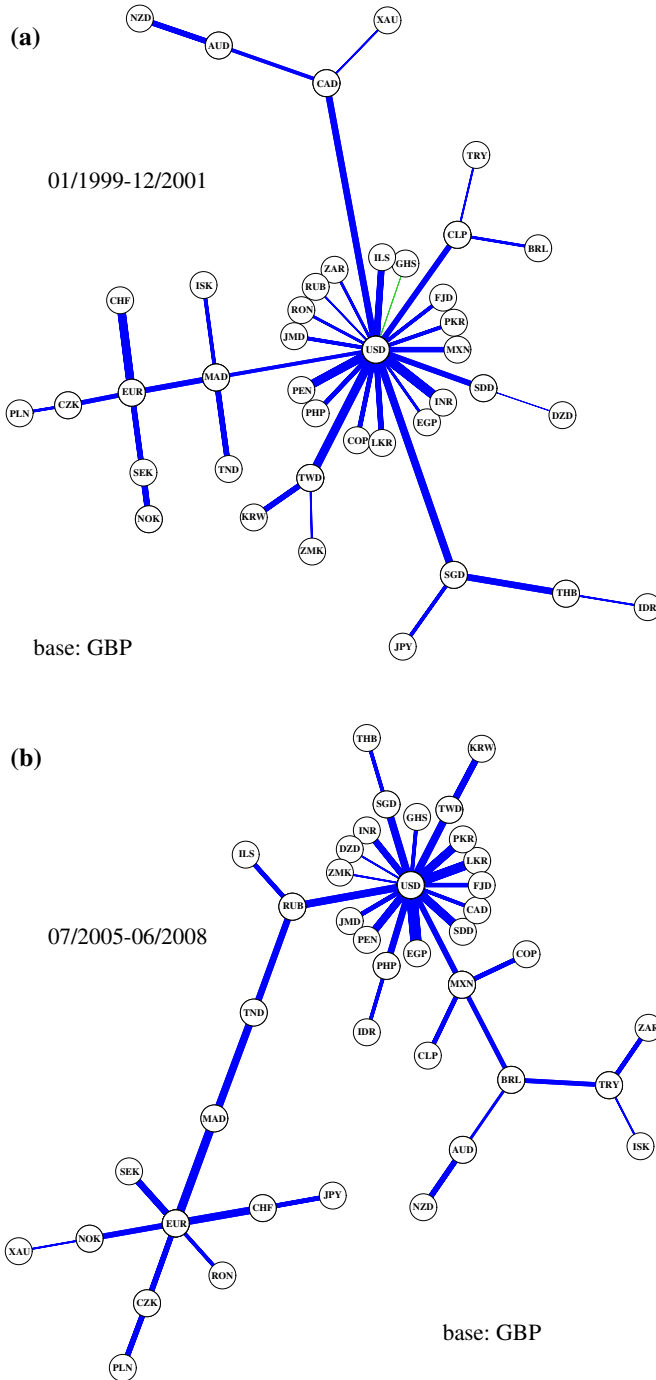 (a)
NZD
AUD
XAU
CAD
01/1999-12/2001
TRY
CLP
BRL
ILS
GHS
ZAR
RUB
RON
JMD
ISK
CHF
FJD
PKR
MXN
USD
MAD
EUR
CZK
PLN
SDD
DZD
PEN
PHP
INR
EGP
COP
LKR
SEK
TND
NOK
TWD
KRW
ZMK
SGD
THB
IDR
JPY
base: GBP
(b)
THB
KRW
SGD
TWD
GHS
INR
DZD
ZMK
PKR
LKR
FJD
CAD
SDD
USD
ILS
RUB
JMD
PEN
PHP
EGP
07/2005-06/2008
MXN
COP
TND
IDR
CLP
ZAR
BRL
TRY
ISK
MAD
AUD
NZD
SEK
JPY
CHF
EUR
NOK
XAU
RON
CZK
PLN
base: GBP